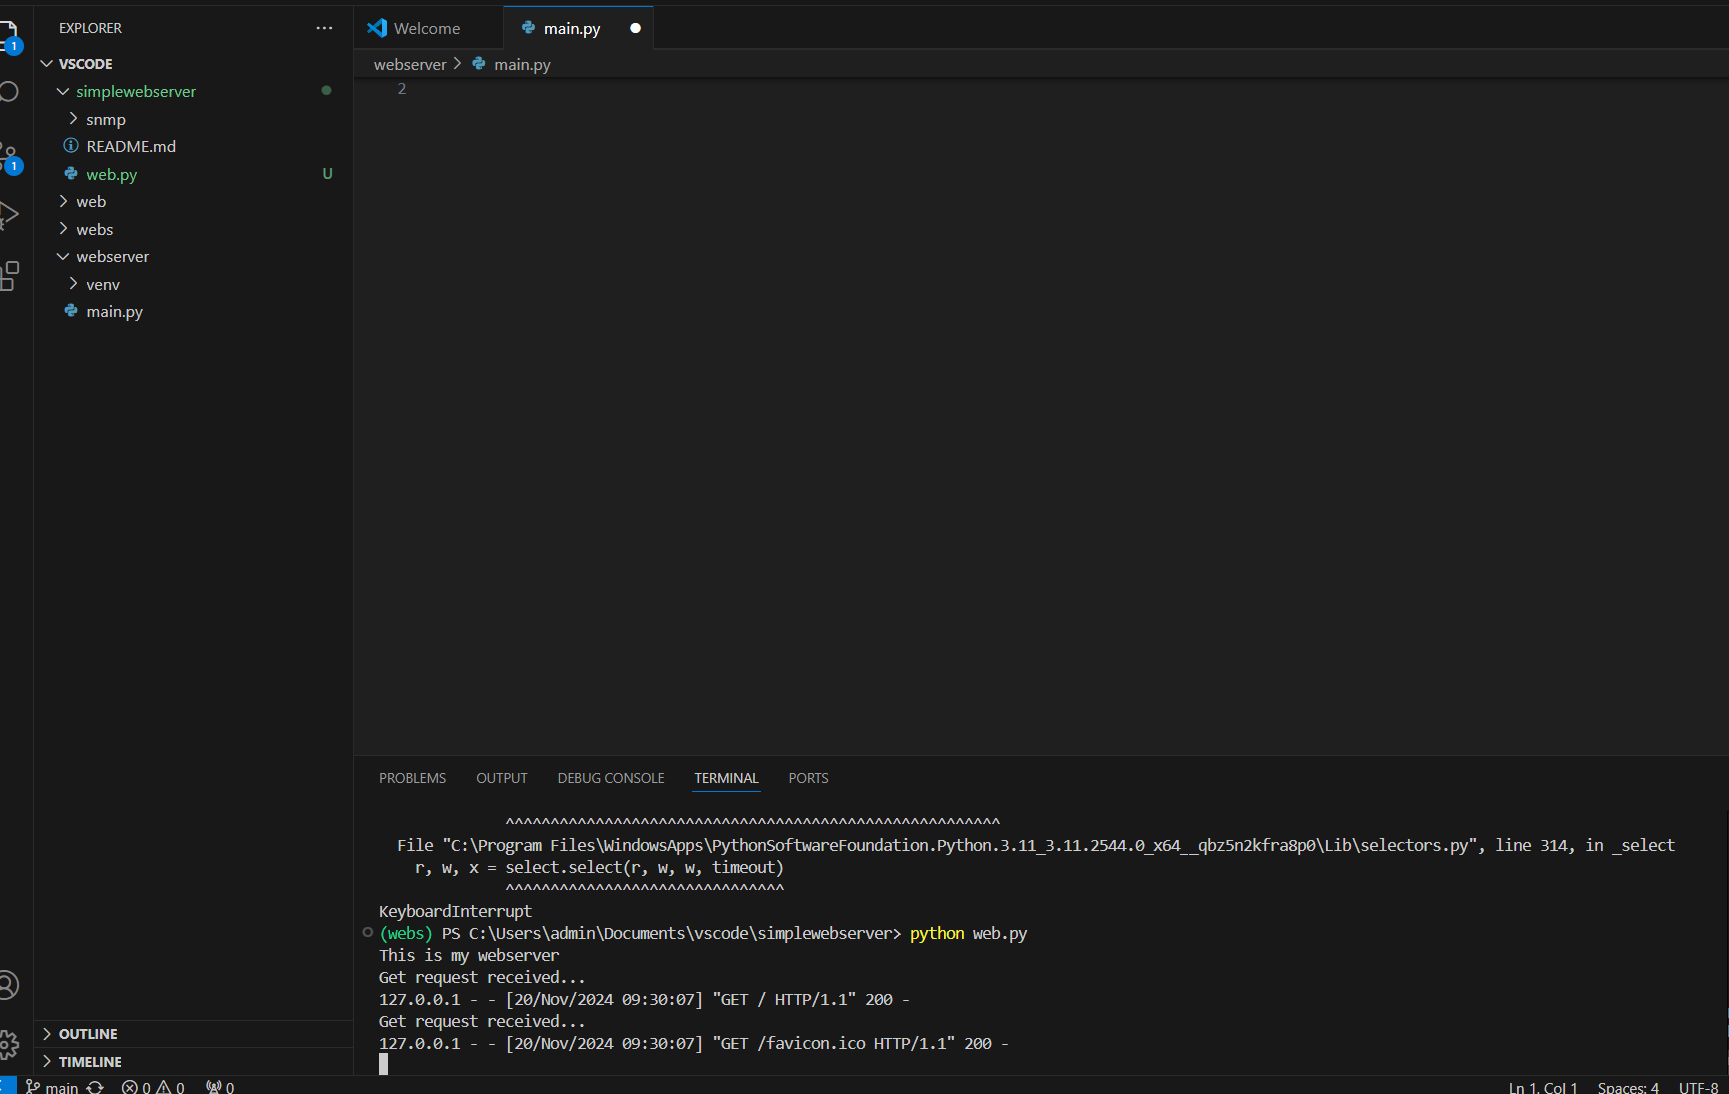 EXPLORER
Welcome
main.py
1
VSCODE
webserver
main.py
simplewebserver
2
snmp
README.md
1
web.py
U
web
webs
webserver
venv
main.py
PROBLEMS
OUTPUT
DEBUG CONSOLE
TERMINAL
PORTS
^^^^^^^^^^^^^^^^^^^^^^^^^^^^^^^^^^^^^^^^^^^^^^^^^^^^^^^
File "C:\Program Files\WindowsApps\PythonSoftwareFoundation.Python.3.11_3.11.2544.0_x64__qbz5n2kfra8p0\Lib\selectors.py", line 314, in _select
r, w, x = select.select(r, w, w, timeout)
^^^^^^^^^^^^^^^^^^^^^^^^^^^^^^^
KeyboardInterrupt
(webs) PS C:\Users\admin\Documents\vscode\simplewebserver> python web.py
This is my webserver
Get request received...
127.0.0.1 - - [20/Nov/2024 09:30:07] "GET / HTTP/1.1" 200 -
Get request received...
127.0.0.1 - - [20/Nov/2024 09:30:07] "GET /favicon.ico HTTP/1.1" 200 -
OUTLINE
TIMELINE
main
0
0
0
Ln 1, Col 1
Spaces: 4
UTF-8